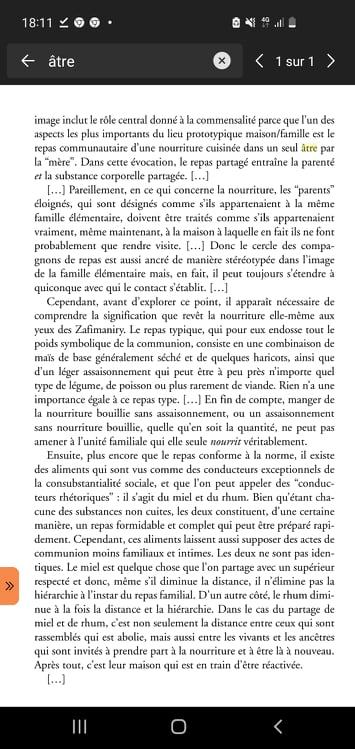 18:11
4G
âtre
1 sur 1
image inclut le rôle central donné à la commensalité parce que l'un des
aspects les plus importants du lieu prototypique maison/famille est le
repas communautaire d'une nourriture cuisinée dans un seul âtre par
la “mère”. Dans cette évocation, le repas partagé entraîne la parenté
et la substance corporelle partagée. [...]
[...] Pareillement, en ce qui concerne la nourriture, les “parents”
éloignés, qui sont désignés comme s'ils appartenaient à la même
famille élémentaire, doivent être traités comme s'ils appartenaient
vraiment, même maintenant, à la maison à laquelle en fait ils ne font
probablement que rendre visite. [...] Donc le cercle des compa-
gnons de repas est aussi ancré de manière stéréotypée dans l'image
de la famille élémentaire mais, en fait, il peut toujours s'étendre à
quiconque avec qui le contact s'établit. [...]
Cependant, avant d'explorer ce point, il apparaît nécessaire de
comprendre la signification que revêt la nourriture elle-même aux
yeux des Zafimaniry. Le repas typique, qui pour eux endosse tout le
poids symbolique de la communion, consiste en une combinaison de
maïs de base généralement séché et de quelques haricots, ainsi que
d'un léger assaisonnement qui peut être à peu près n'importe quel
type de légume, de poisson ou plus rarement de viande. Rien n'a une
importance égale à ce repas type. [...] En fin de compte, manger de
la nourriture bouillie sans assaisonnement, ou un assaisonnement
sans nourriture bouillie, quelle qu'en soit la quantité, ne peut pas
amener à l'unité familiale qui elle seule nourrit véritablement.
Ensuite, plus encore que le repas conforme à la norme, il existe
des aliments qui sont vus comme des conducteurs exceptionnels de
la consubstantialité sociale, et que l'on peut appeler des “conduc-
teurs rhétoriques” : il s'agit du miel et du rhum. Bien qu'étant cha-
cune des substances non cuites, les deux constituent, d'une certaine
manière, un repas formidable et complet qui peut être préparé rapi-
dement. Cependant, ces aliments laissent aussi supposer des actes de
communion moins familiaux et intimes. Les deux ne sont pas iden-
tiques. Le miel est quelque chose que l'on partage avec un supérieur
respecté et donc, même s'il diminue la distance, il n'élimine pas la
hiérarchie à l'instar du repas familial. D'un autre côté, le rhum dimi-
nue à la fois la distance et la hiérarchie. Dans le cas du partage de
miel et de rhum, c'est non seulement la distance entre ceux qui sont
rassemblés qui est abolie, mais aussi entre les vivants et les ancêtres
qui sont invités à prendre part à la nourriture et à être là à nouveau.
Après tout, c'est leur maison qui est en train d'être réactivée.
[...]